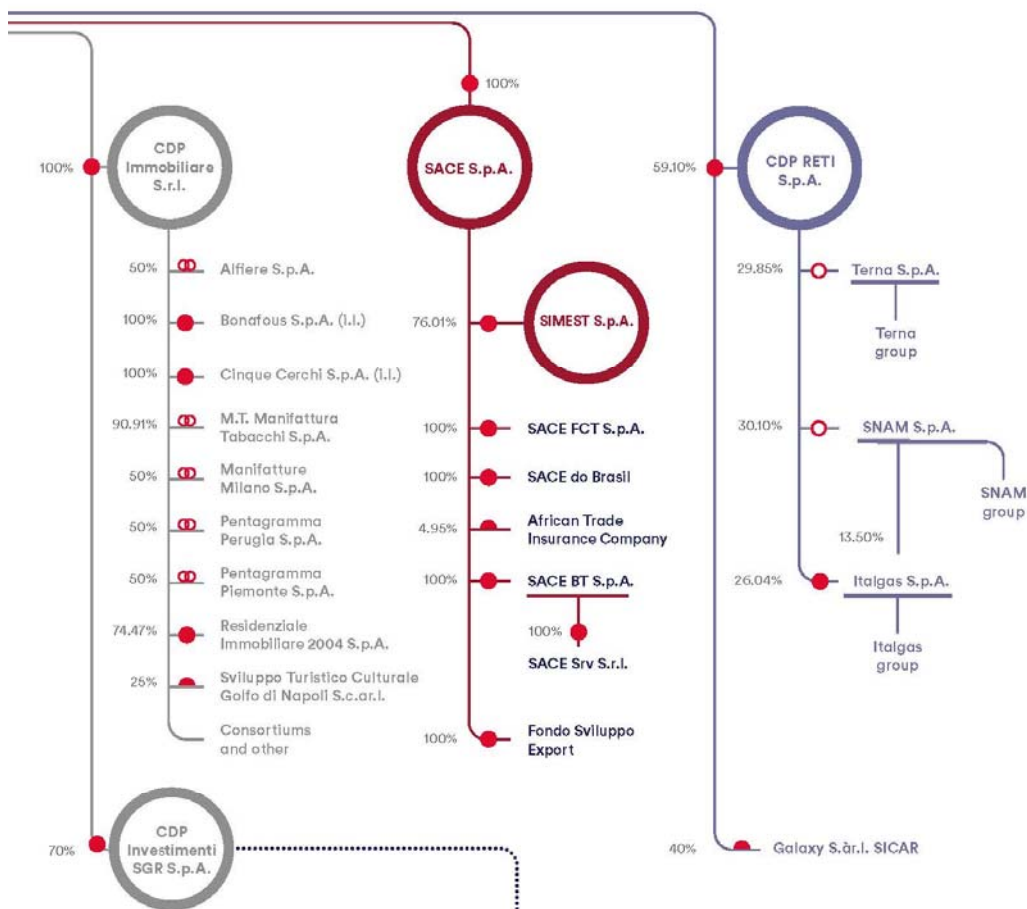 100%
100%
CDP
Immobiliare
S.r.l.
SACE S.p.A.
59.10%
CDP RETI
S.p.A.
50%
Alfiere S.p.A.
100%
Bonafous S.p.A. (i.l.)
100%
Cinque Cerchi S.p.A. (i.l.)
90.91%
M.T. Manifattura
Tabacchi S.p.A.
50%
Manifatture
Milano S.p.A.
50%
Pentagramma
Perugia S.p.A.
50%
Pentagramma
Piemonte S.p.A.
74.47%
Residenziale
Immobiliare 2004 S.p.A.
25%
Sviluppo Turistico Culturale
Golfo di Napoli S.c.ar.l.
Consortiums
and other
76.01%
SIMEST S.p.A.
100%
SACE FCT S.p.A.
100%
SACE do Brasil
4.95%
African Trade
Insurance Company
100%
SACE BT S.p.A.
100%
SACE Srv S.r.l.
100%
Fondo Sviluppo
Export
29.85%
Terna S.p.A.
Terna
group
30.10%
SNAM S.p.A.
SNAM
group
13.50%
26.04%
Italgas S.p.A.
Italgas
group
70%
CDP
Investimenti
SGR S.p.A.
40%
Galaxy S.àr.l. SICAR